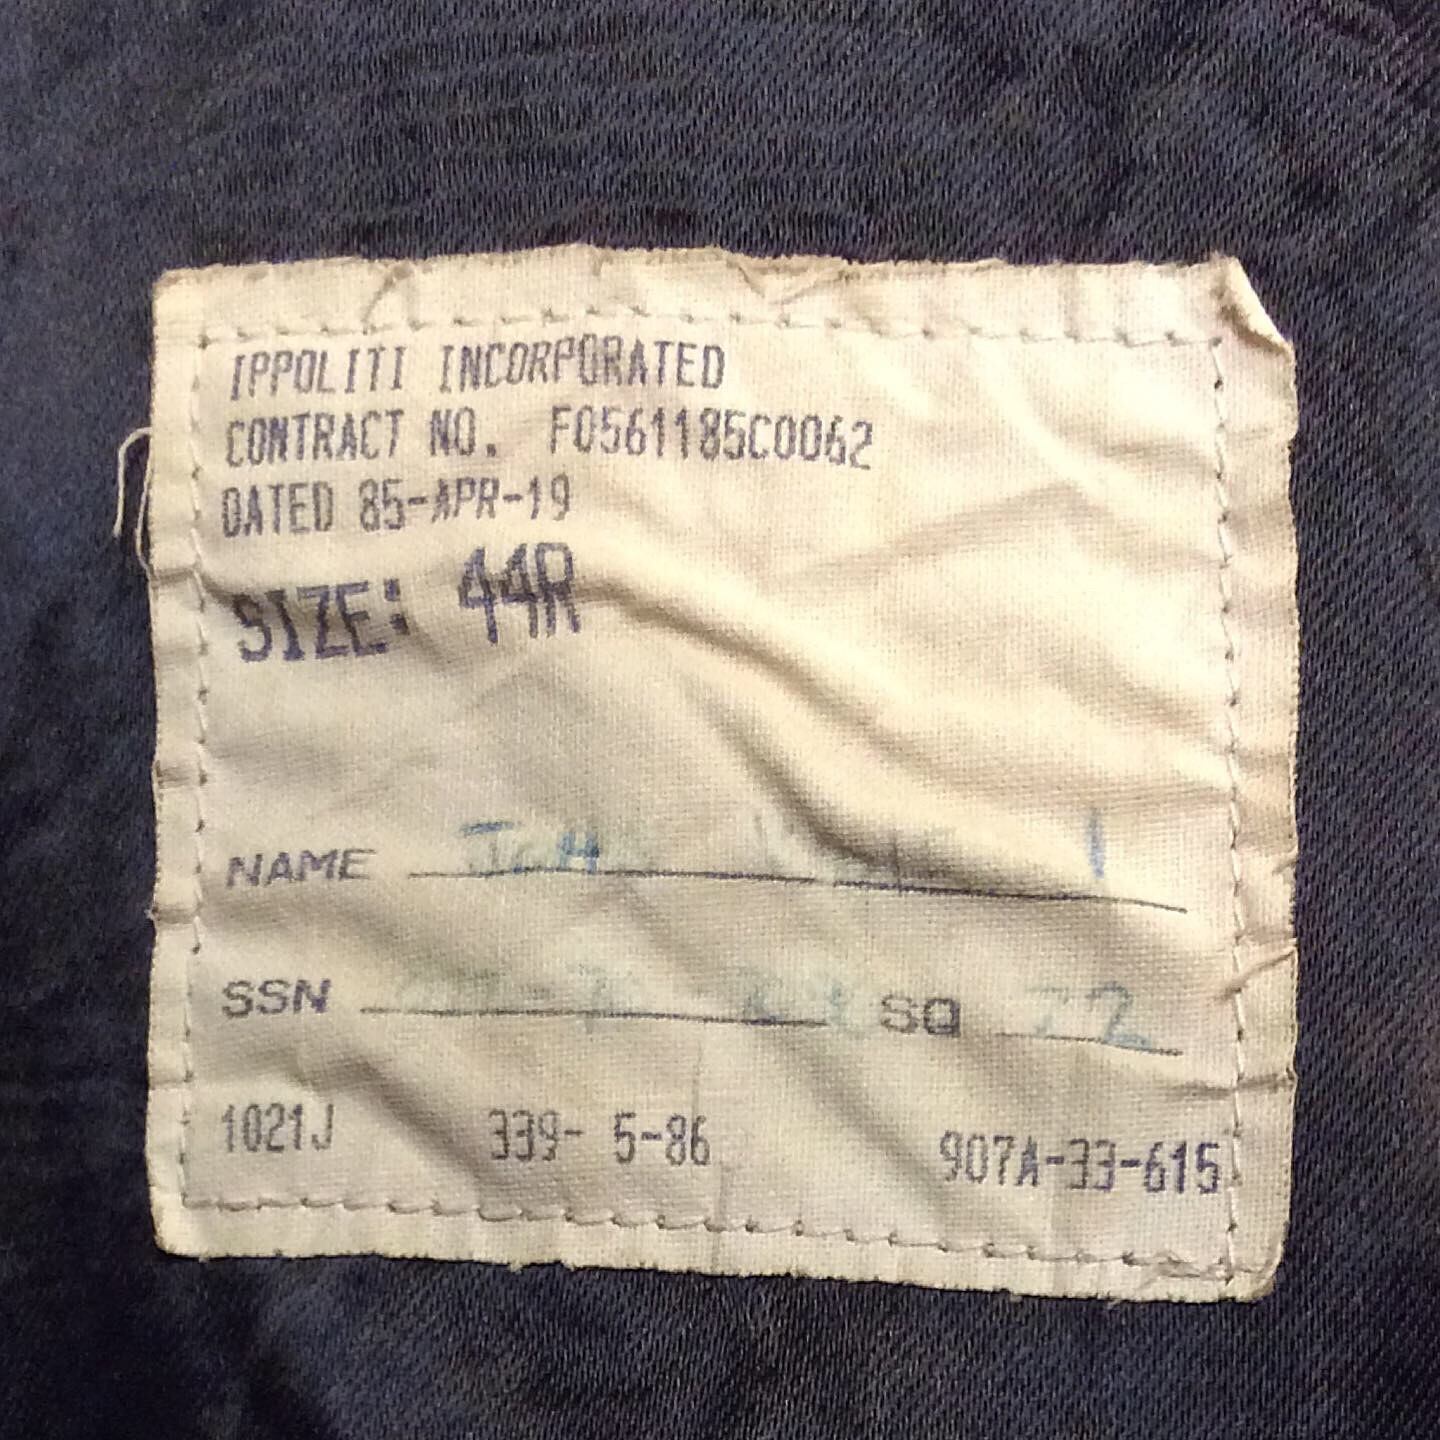 IPPOLITI INCORPORATED
CONTRACT NO. F0561185C0062
DATED 85-APR-19
SIZE: 44R
NAME
SSN SQ 72
1021J 339- 5-86 907A-33-615